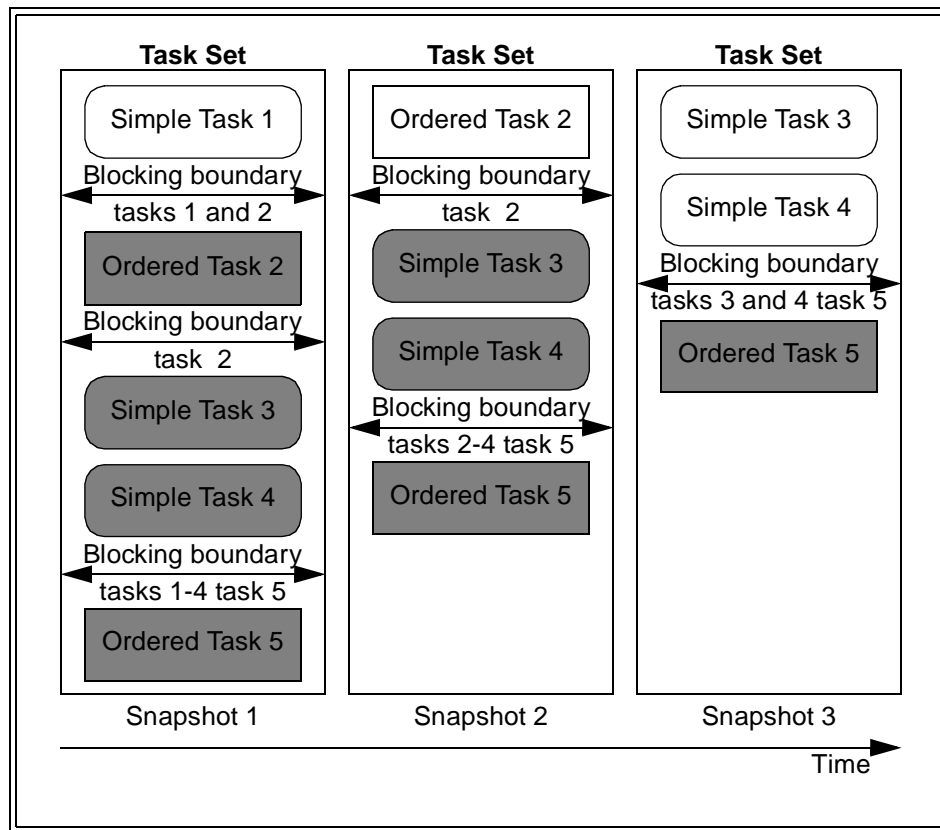 Task Set
Simple Task 1
Blocking boundary
tasks 1 and 2
Ordered Task 2
Blocking boundary
task 2
Simple Task 3
Simple Task 4
Blocking boundary
tasks 1-4 task 5
Ordered Task 5
Snapshot 1
Task Set
Ordered Task 2
Blocking boundary
task 2
Simple Task 3
Simple Task 4
Blocking boundary
tasks 2-4 task 5
Ordered Task 5
Snapshot 2
Task Set
Simple Task 3
Simple Task 4
Blocking boundary
tasks 3 and 4 task 5
Ordered Task 5
Snapshot 3
Time